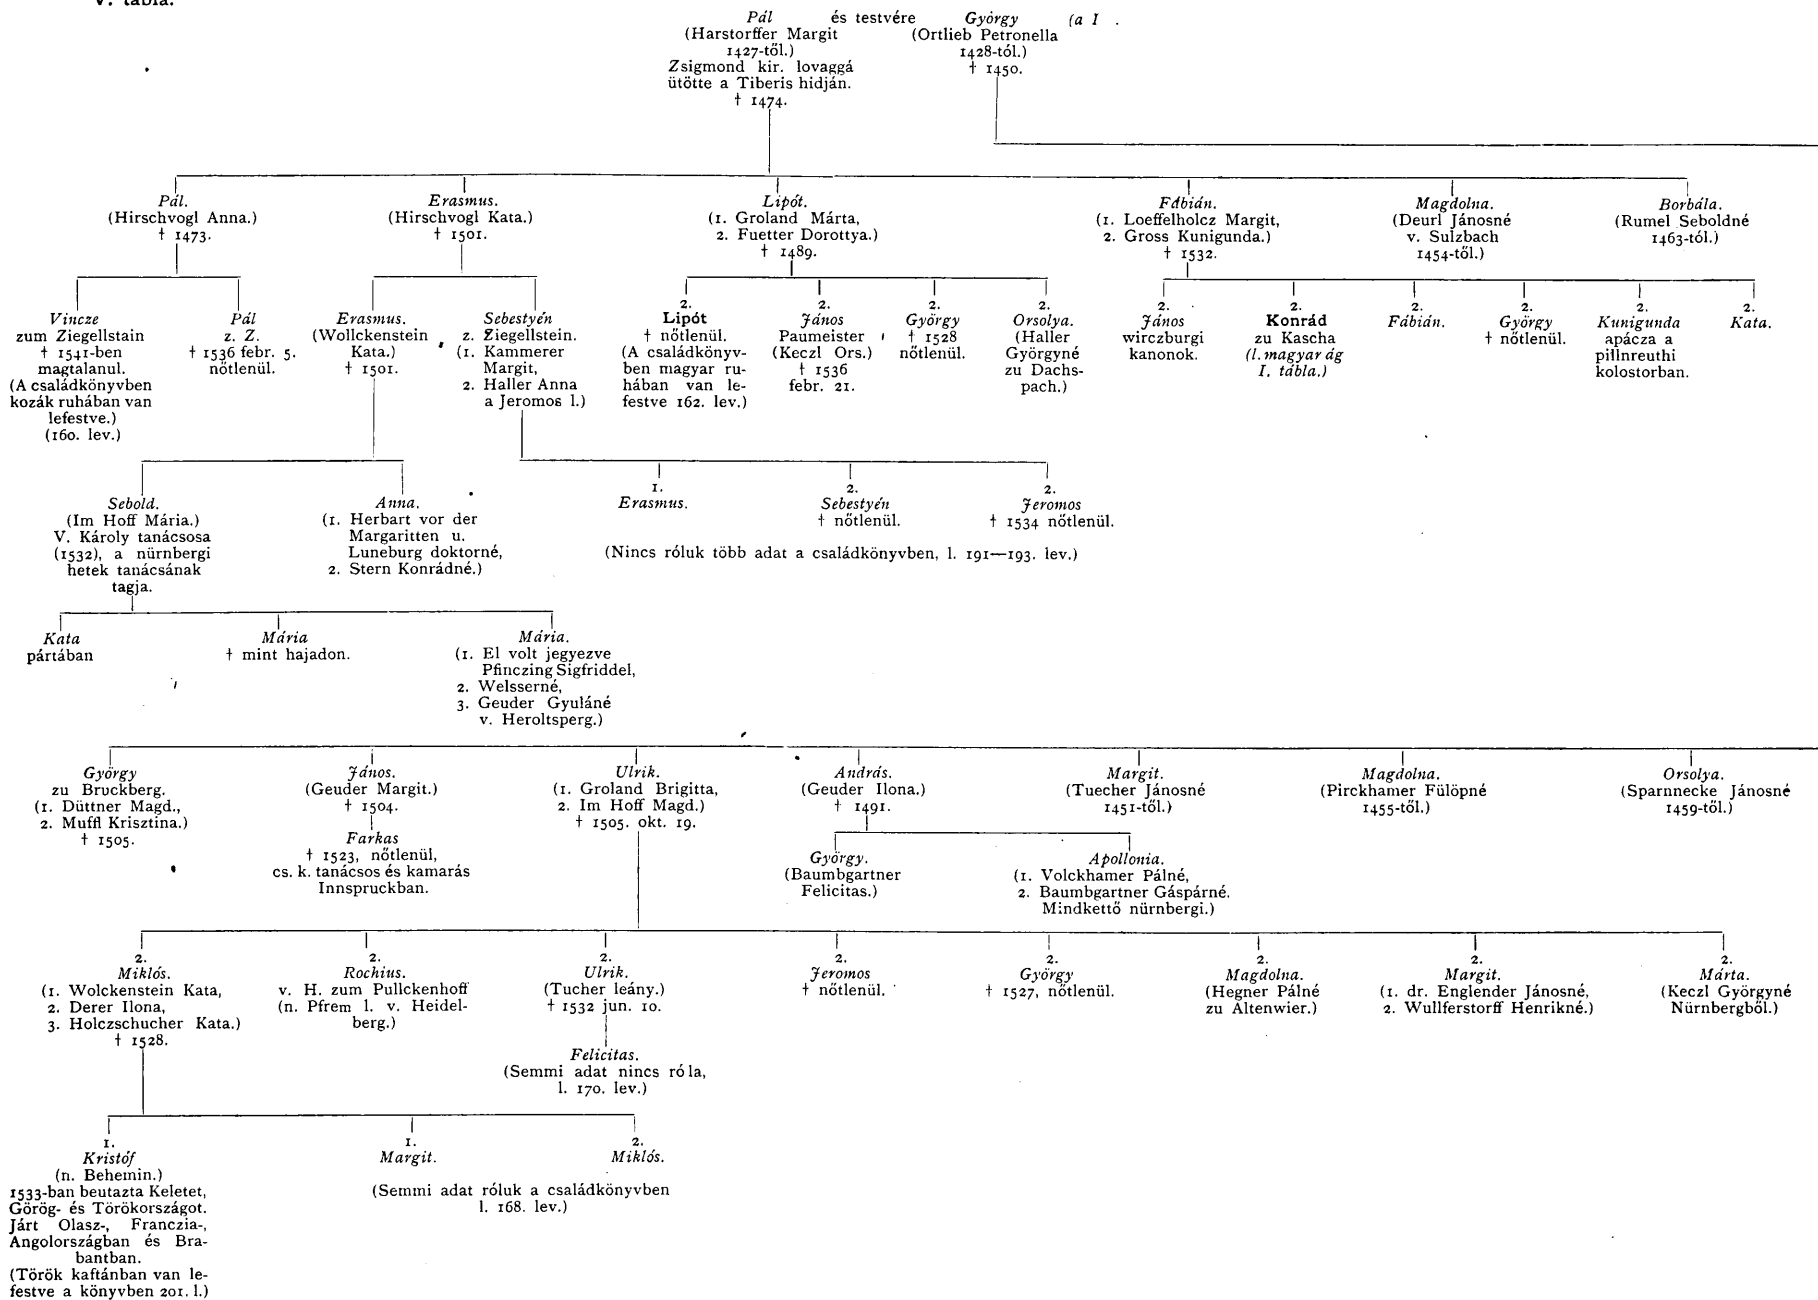 V. tábla.
Pál és testvére György (a I .
(Harstorffer Margit
1427-től.)
Zsigmond kir. lovaggá
ütötte a Tiberis hidján.
† 1474.
(Ortlieb Petronella
1428-tól.)
† 1450.
Pál.
(Hirschvogl Anna.)
† 1473.
Erasmus.
(Hirschvogl Kata.)
† 1501.
Lipót.
(1. Groland Márta,
2. Fuetter Dorottya.)
† 1489.
Fábián.
(1. Loeffelholcz Margit,
2. Gross Kunigunda.)
† 1532.
Magdolna.
(Deurl Jánosné
v. Sulzbach
1454-től.)
Borbála.
(Rumel Seboldné
1463-tól.)
Vincze
zum Ziegellstain
† 1541-ben
magtalanul.
(A családkönyvben
kozák ruhában van
lefestve.)
(160. lev.)
Pál
z. Z.
† 1536 febr. 5.
nőtlenül.
Erasmus.
(Wollckenstein
Kata.)
† 1501.
Sebestyén
z. Ziegellstein.
(1. Kammerer
Margit,
2. Haller Anna
a Jeromos l.)
2.
Lipót
† nőtlenül.
(A családkönyv-
ben magyar ru-
hában van le-
festve 162. lev.)
2.
János
Paumeister
(Keczl Ors.)
† 1536
febr. 21.
2.
György
† 1528
nőtlenül.
2.
Orsolya.
(Haller
Györgyné
zu Dachs-
pach.)
2.
János
wirczburgi
kanonok.
2.
Konrád
zu Kascha
(l. magyar ág
I. tábla.)
2.
Fábián.
2.
György
† nőtlenül.
2.
Kunigunda
apácza a
pillnreuthi
kolostorban.
2.
Kata.
Sebold.
(Im Hoff Mária.)
V. Károly tanácsosa
(1532), a nürnbergi
hetek tanácsának
tagja.
Anna.
(1. Herbart vor der
Margaritten u.
Luneburg doktorné,
2. Stern Konrádné.)
1.
Erasmus.
2.
Sebestyén
† nőtlenül.
2.
Jeromos
† 1534 nőtlenül.
(Nincs róluk több adat a családkönyvben, l. 191—193. lev.)
Kata
pártában
Mária
† mint hajadon.
Mária.
(1. El volt jegyezve
Pfinczing Sigfriddel,
2. Welsserné,
3. Geuder Gyuláné
v. Heroltsperg.)
György
zu Bruckberg.
(1. Düttner Magd.,
2. Muffl Krisztina.)
† 1505.
János.
(Geuder Margit.)
† 1504.
Farkas
† 1523, nőtlenül,
cs. k. tanácsos és kamarás
Innspruckban.
Ulrik.
(1. Groland Brigitta,
2. Im Hoff Magd.)
† 1505. okt. 19.
András.
(Geuder Ilona.)
† 1491.
Margit.
(Tuecher Jánosné
1451-től.)
Magdolna.
(Pirckhamer Fülöpné
1455-től.)
Orsolya.
(Sparnnecke Jánosné
1459-től.)
György.
(Baumbgartner
Felicitas.)
Apollonia.
(1. Volckhamer Pálné,
2. Baumbgartner Gáspárné.
Mindkettő nürnbergi.)
2.
Miklós.
(1. Wolckenstein Kata,
2. Derer Ilona,
3. Holczschucher Kata.)
† 1528.
2.
Rochius.
v. H. zum Pullckenhoff
(n. Pfrem l. v. Heidel-
berg.)
2.
Ulrik.
(Tucher leány.)
† 1532 jun. 10.
Felicitas.
(Semmi adat nincs róla,
l. 170. lev.)
2.
Jeromos
† nőtlenül.
2.
György
† 1527, nőtlenül.
2.
Magdolna.
(Hegner Pálné
zu Altenwier.)
2.
Margit.
(1. dr. Englender Jánosné,
2. Wullferstorff Henrikné.)
2.
Márta.
(Keczl Györgyné
Nürnbergből.)
1.
Kristóf
(n. Behemin.)
1533-ban beutazta Keletet,
Görög- és Törökországot.
Járt Olasz-, Franczia-,
Angolországban és Bra-
bantban.
(Török kaftánban van le-
festve a könyvben 201. l.)
1.
Margit.
2.
Miklós.
(Semmi adat róluk a családkönyvben
l. 168. lev.)